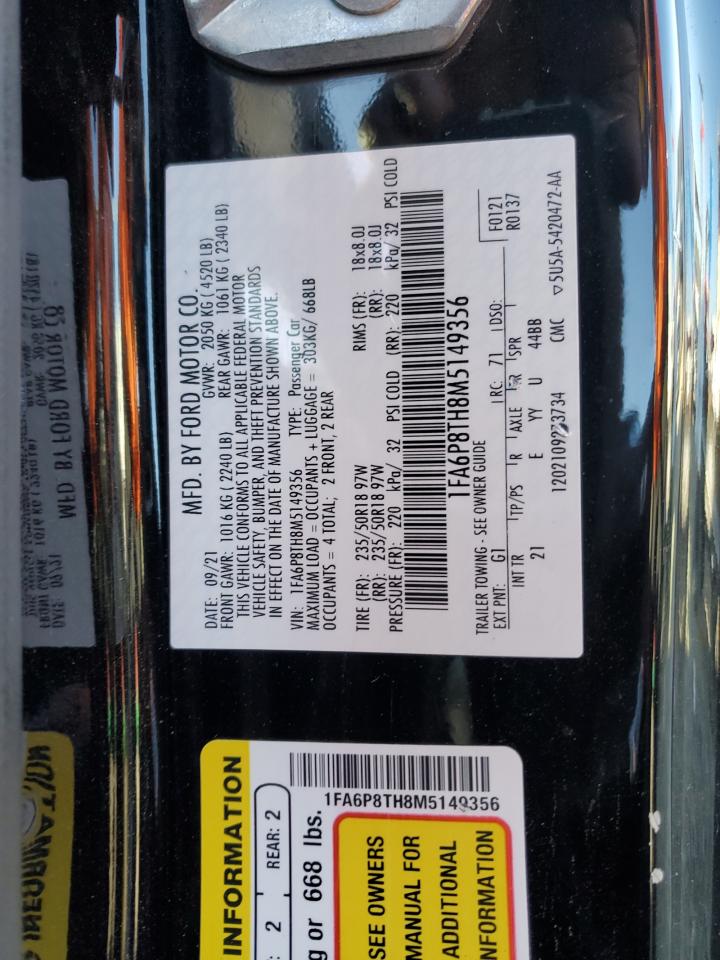 MFD. BY FORD MOTOR CO.
DATE: 09/21 GVWR: 2050 KG ( 4520 LB)
FRONT GAWR: 1016 KG ( 2240 LB) REAR GAWR: 1061 KG ( 2340 LB)
THIS VEHICLE CONFORMS TO ALL APPLICABLE FEDERAL MOTOR
VEHICLE SAFETY, BUMPER, AND THEFT PREVENTION STANDARDS
IN EFFECT ON THE DATE OF MANUFACTURE SHOWN ABOVE.
VIN: 1FA6P8TH8M5149356 TYPE: Passenger Car
MAXIMUM LOAD = OCCUPANTS + LUGGAGE = 303KG/ 668LB
OCCUPANTS = 4 TOTAL; 2 FRONT, 2 REAR
TIRE (FR): 235/50R18 97W RIMS (FR): 18x8.0J
(RR): 235/50R18 97W (RR): 18x8.0J
PRESSURE (FR): 220 kPa/ 32 PSI COLD (RR): 220 kPa/ 32 PSI COLD
1FA6P8TH8M5149356
TRAILER TOWING - SEE OWNER GUIDE
EXT PNT: G1 RC: 71 DSO: F0121
R0137
INT TR TP/PS R AXLE TR SPR
21 E YY U 44BB
CMC ▽5U5A-5420472-AA
INFORMATION
: 2 REAR: 2
g or 668 lbs.
1FA6P8TH8M5149356
SEE OWNERS
MANUAL FOR
ADDITIONAL
INFORMATION